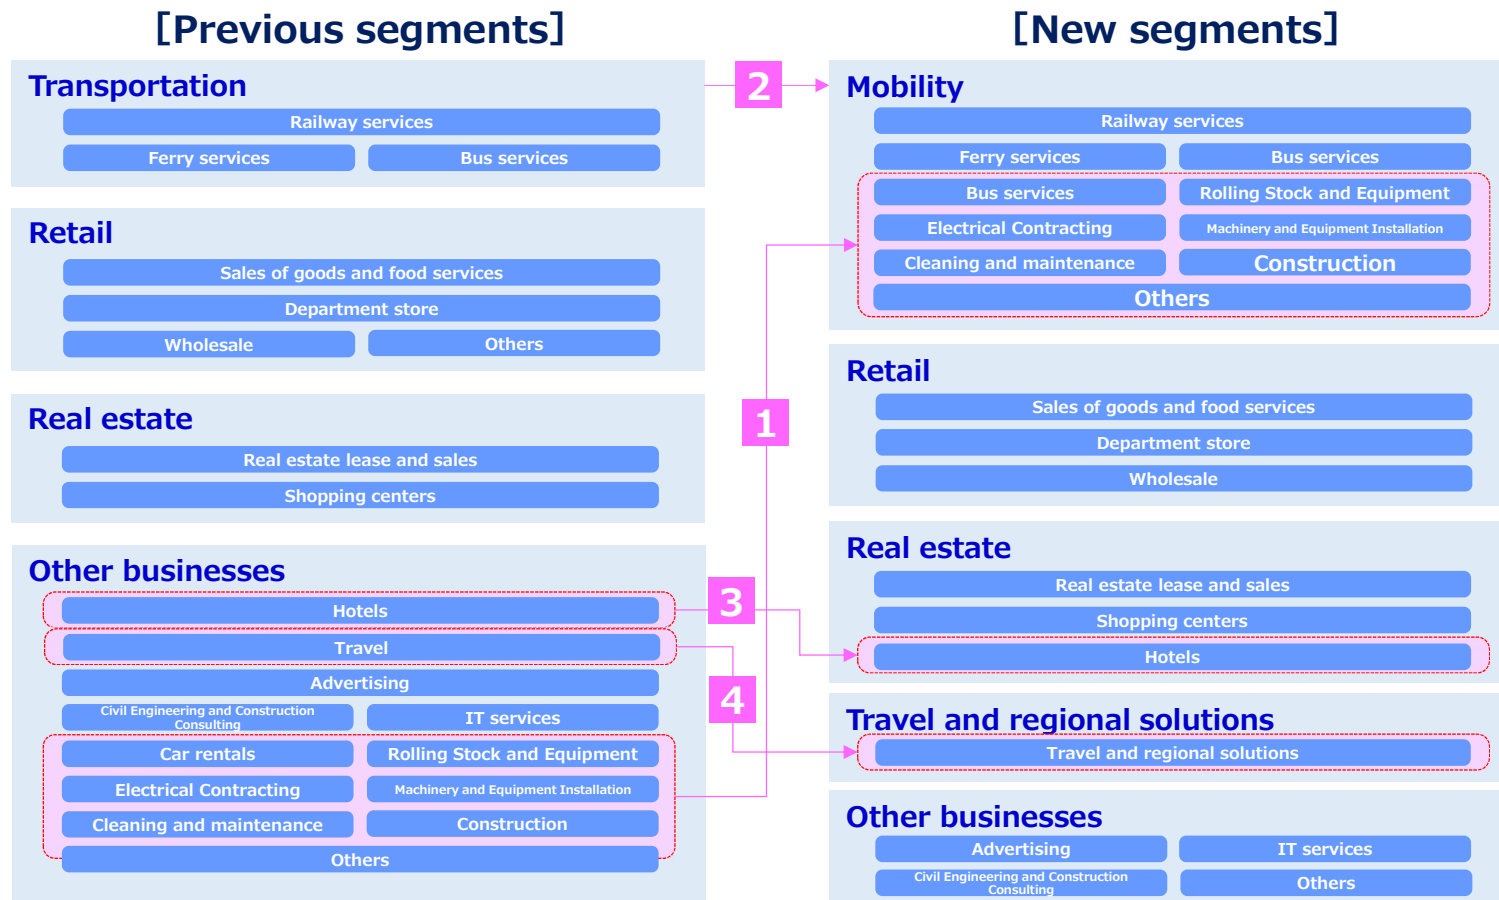 [Previous segments]
Transportation
Railway services
Ferry services
Bus services
Retail
Sales of goods and food services
Department store
Wholesale
Others
Real estate
Real estate lease and sales
Shopping centers
Other businesses
Hotels
Travel
Advertising
Civil Engineering and Construction
Consulting
IT services
Car rentals
Rolling Stock and Equipment
Electrical Contracting
Machinery and Equipment Installation
Cleaning and maintenance
Construction
Others
2
1
3
4
[New segments]
Mobility
Railway services
Ferry services
Bus services
Bus services
Rolling Stock and Equipment
Electrical Contracting
Machinery and Equipment Installation
Cleaning and maintenance
Construction
Others
Retail
Sales of goods and food services
Department store
Wholesale
Real estate
Real estate lease and sales
Shopping centers
Hotels
Travel and regional solutions
Travel and regional solutions
Other businesses
Advertising
IT services
Civil Engineering and Construction
Consulting
Others